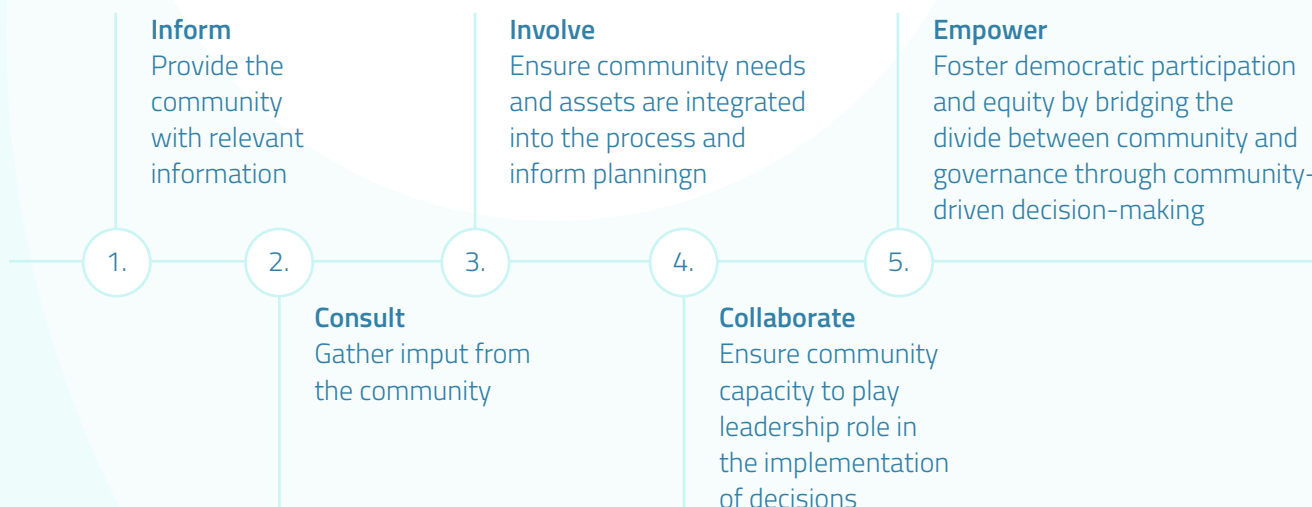 Inform
Provide the
community
with relevant
information
Involve
Ensure community needs
and assets are integrated
into the process and
inform planningn
Empower
Foster democratic participation
and equity by bridging the
divide between community and
governance through community-
driven decision-making
1.
2.
3.
4.
5.
Consult
Gather imput from
the community
Collaborate
Ensure community
capacity to play
leadership role in
the implementation
of decisions